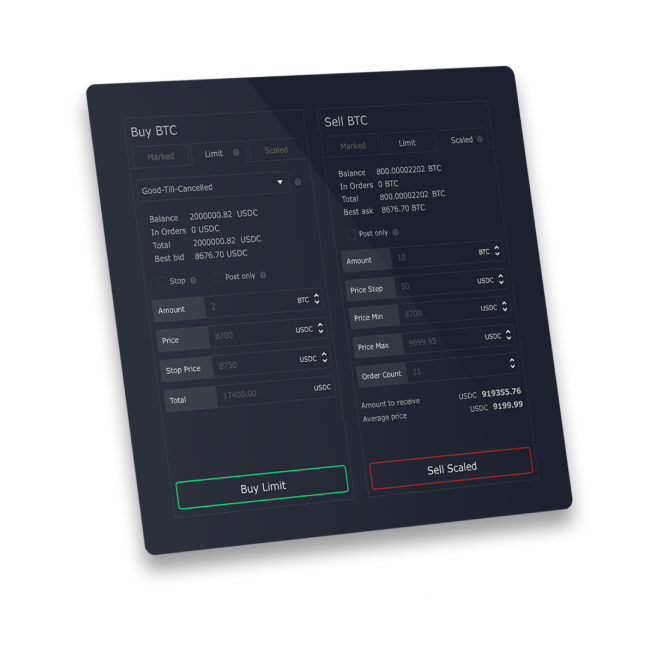 Buy BTC
Marked Limit Scaled
Good-Till-Cancelled
Balance 2000000.82 USDC
In Orders 0 USDC
Total 2000000.82 USDC
Best bid 8676.70 USDC
Stop Post only
Amount 2 BTC
Price 8700 USDC
Stop Price 8750 USDC
Total 17400.00 USDC
Buy Limit
Sell BTC
Marked Limit Scaled
Balance 800.00002202 BTC
In Orders 0 BTC
Total 800.00002202 BTC
Best ask 8676.70 BTC
Post only
Amount 10 BTC
Price Step 50 USDC
Price Min 8700 USDC
Price Max 9699.95 USDC
Order Count 21
Amount to receive USDC 919355.76
Average price USDC 9199.99
Sell Scaled